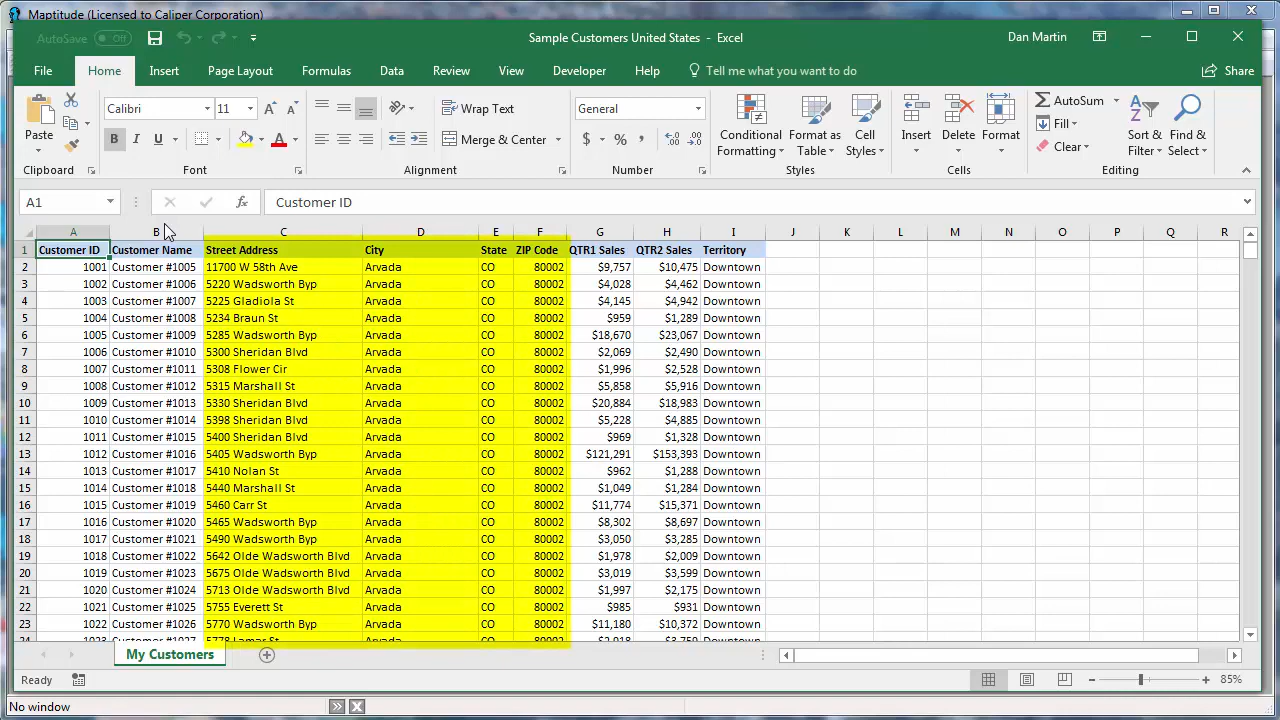 Maptitude (Licensed to Caliper Corporation)
AutoSave Off Sample Customers United States - Excel Dan Martin
File Home Insert Page Layout Formulas Data Review View Developer Help Tell me what you want to do Share
Paste Calibri 11 Wrap Text General Conditional Formatting Format as Table Cell Styles Insert Delete Format AutoSum Sort & Filter Find & Select
B I U Merge & Center $ % , Fill Clear
Clipboard Font Alignment Number Styles Cells Editing
A1 fx Customer ID
A B C D E F G H I J K L M N O P Q R
1 Customer ID Customer Name Street Address City State ZIP Code QTR1 Sales QTR2 Sales Territory
2 1001 Customer #1005 11700 W 58th Ave Arvada CO 80002 $9,757 $10,475 Downtown
3 1002 Customer #1006 5220 Wadsworth Byp Arvada CO 80002 $4,028 $4,462 Downtown
4 1003 Customer #1007 5225 Gladiola St Arvada CO 80002 $4,145 $4,942 Downtown
5 1004 Customer #1008 5234 Braun St Arvada CO 80002 $959 $1,289 Downtown
6 1005 Customer #1009 5285 Wadsworth Byp Arvada CO 80002 $18,670 $23,067 Downtown
7 1006 Customer #1010 5300 Sheridan Blvd Arvada CO 80002 $2,069 $2,490 Downtown
8 1007 Customer #1011 5308 Flower Cir Arvada CO 80002 $1,996 $2,528 Downtown
9 1008 Customer #1012 5315 Marshall St Arvada CO 80002 $5,858 $5,916 Downtown
10 1009 Customer #1013 5330 Sheridan Blvd Arvada CO 80002 $20,884 $18,983 Downtown
11 1010 Customer #1014 5398 Sheridan Blvd Arvada CO 80002 $5,228 $4,885 Downtown
12 1011 Customer #1015 5400 Sheridan Blvd Arvada CO 80002 $969 $1,328 Downtown
13 1012 Customer #1016 5405 Wadsworth Byp Arvada CO 80002 $121,291 $153,393 Downtown
14 1013 Customer #1017 5410 Nolan St Arvada CO 80002 $962 $1,288 Downtown
15 1014 Customer #1018 5440 Marshall St Arvada CO 80002 $1,049 $1,284 Downtown
16 1015 Customer #1019 5460 Carr St Arvada CO 80002 $11,774 $15,371 Downtown
17 1016 Customer #1020 5465 Wadsworth Byp Arvada CO 80002 $8,302 $8,697 Downtown
18 1017 Customer #1021 5490 Wadsworth Byp Arvada CO 80002 $3,050 $3,285 Downtown
19 1018 Customer #1022 5642 Olde Wadsworth Blvd Arvada CO 80002 $1,978 $2,009 Downtown
20 1019 Customer #1023 5675 Olde Wadsworth Blvd Arvada CO 80002 $3,019 $3,599 Downtown
21 1020 Customer #1024 5713 Olde Wadsworth Blvd Arvada CO 80002 $1,997 $2,175 Downtown
22 1021 Customer #1025 5755 Everett St Arvada CO 80002 $985 $931 Downtown
23 1022 Customer #1026 5770 Wadsworth Byp Arvada CO 80002 $11,180 $10,372 Downtown
24 1023 Customer #1027 5778 Lamar St Arvada CO 80002 $2,918 $3,759 Downtown
My Customers
Ready 85%
No window